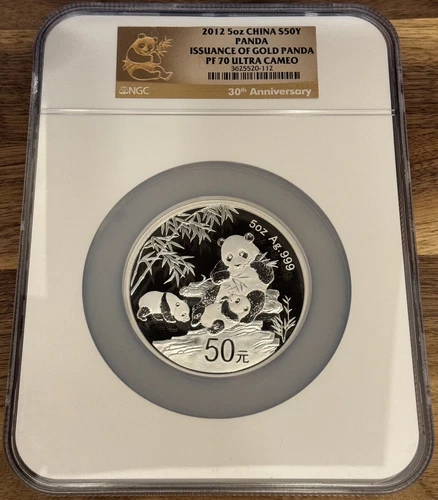 2012 5oz CHINA S50Y
PANDA
ISSUANCE OF GOLD PANDA
PF 70 ULTRA CAMEO
3625520-112
NGC
30th Anniversary
5oz Ag.999
50元